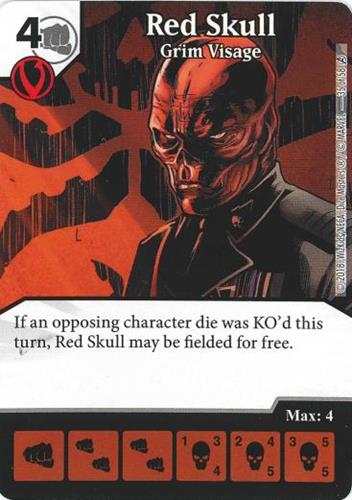 4
Red Skull
Grim Visage
If an opposing character die was KO'd this
turn, Red Skull may be fielded for free.
Max: 4
1 3 4
2 4 5
3 5 5